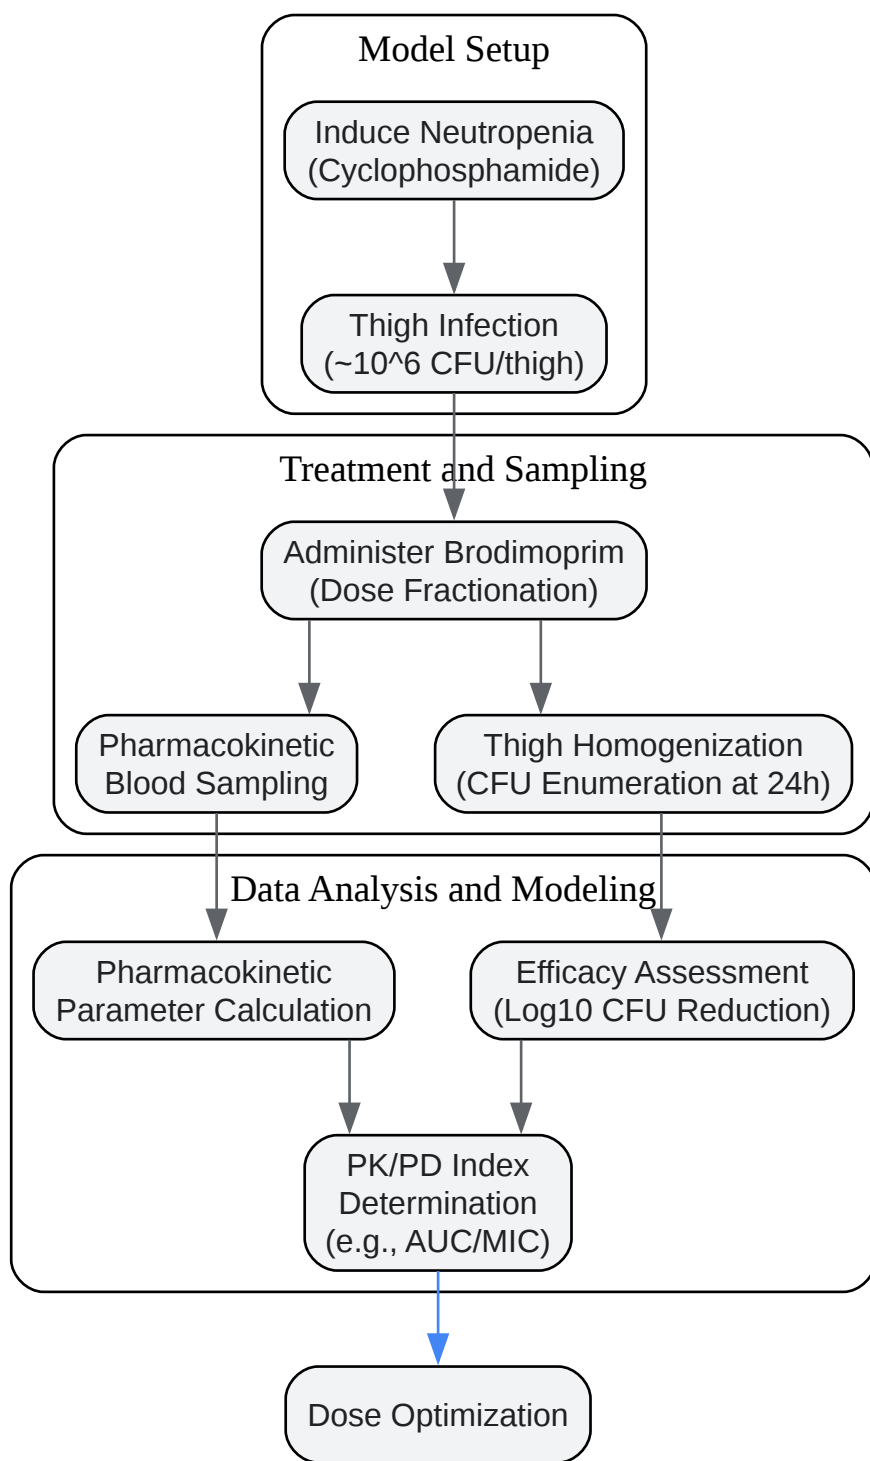 Model Setup
Induce Neutropenia
(Cyclophosphamide)
Thigh Infection
(~10^6 CFU/thigh)
Treatment and Sampling
Administer Brodimoprim
(Dose Fractionation)
Pharmacokinetic
Blood Sampling
Thigh Homogenization
(CFU Enumeration at 24h)
Data Analysis and Modeling
Pharmacokinetic
Parameter Calculation
Efficacy Assessment
(Log10 CFU Reduction)
PK/PD Index
Determination
(e.g., AUC/MIC)
Dose Optimization